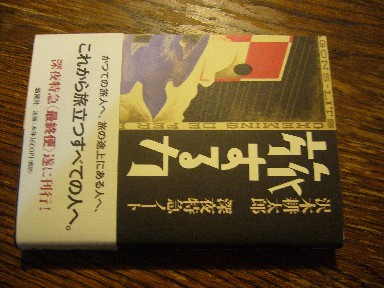 CHEMINS DE FER
旅する力
深夜特急ノート
沢木耕太郎
かつての旅人へ、旅の途上にある人へ、
これから旅立つすべての人へ。
深夜特急〈最終便〉遂に刊行!
新潮社